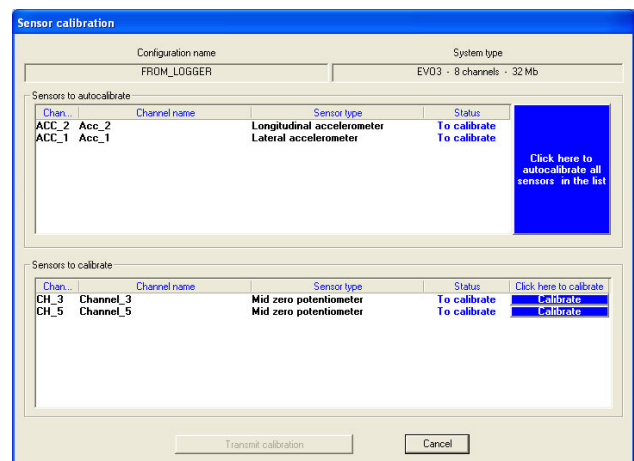 Sensor calibration
Configuration name System type
FROM_LOGGER EVO3 - 8 channels - 32 Mb
Sensors to autocalibrate
Chan... Channel name Sensor type Status
ACC_2 Acc_2 Longitudinal accelerometer To calibrate
ACC_1 Acc_1 Lateral accelerometer To calibrate
Click here to
autocalibrate all
sensors in the list
Sensors to calibrate
Chan... Channel name Sensor type Status Click here to calibrate
CH_3 Channel_3 Mid zero potentiometer To calibrate Calibrate
CH_5 Channel_5 Mid zero potentiometer To calibrate Calibrate
Transmit calibration Cancel